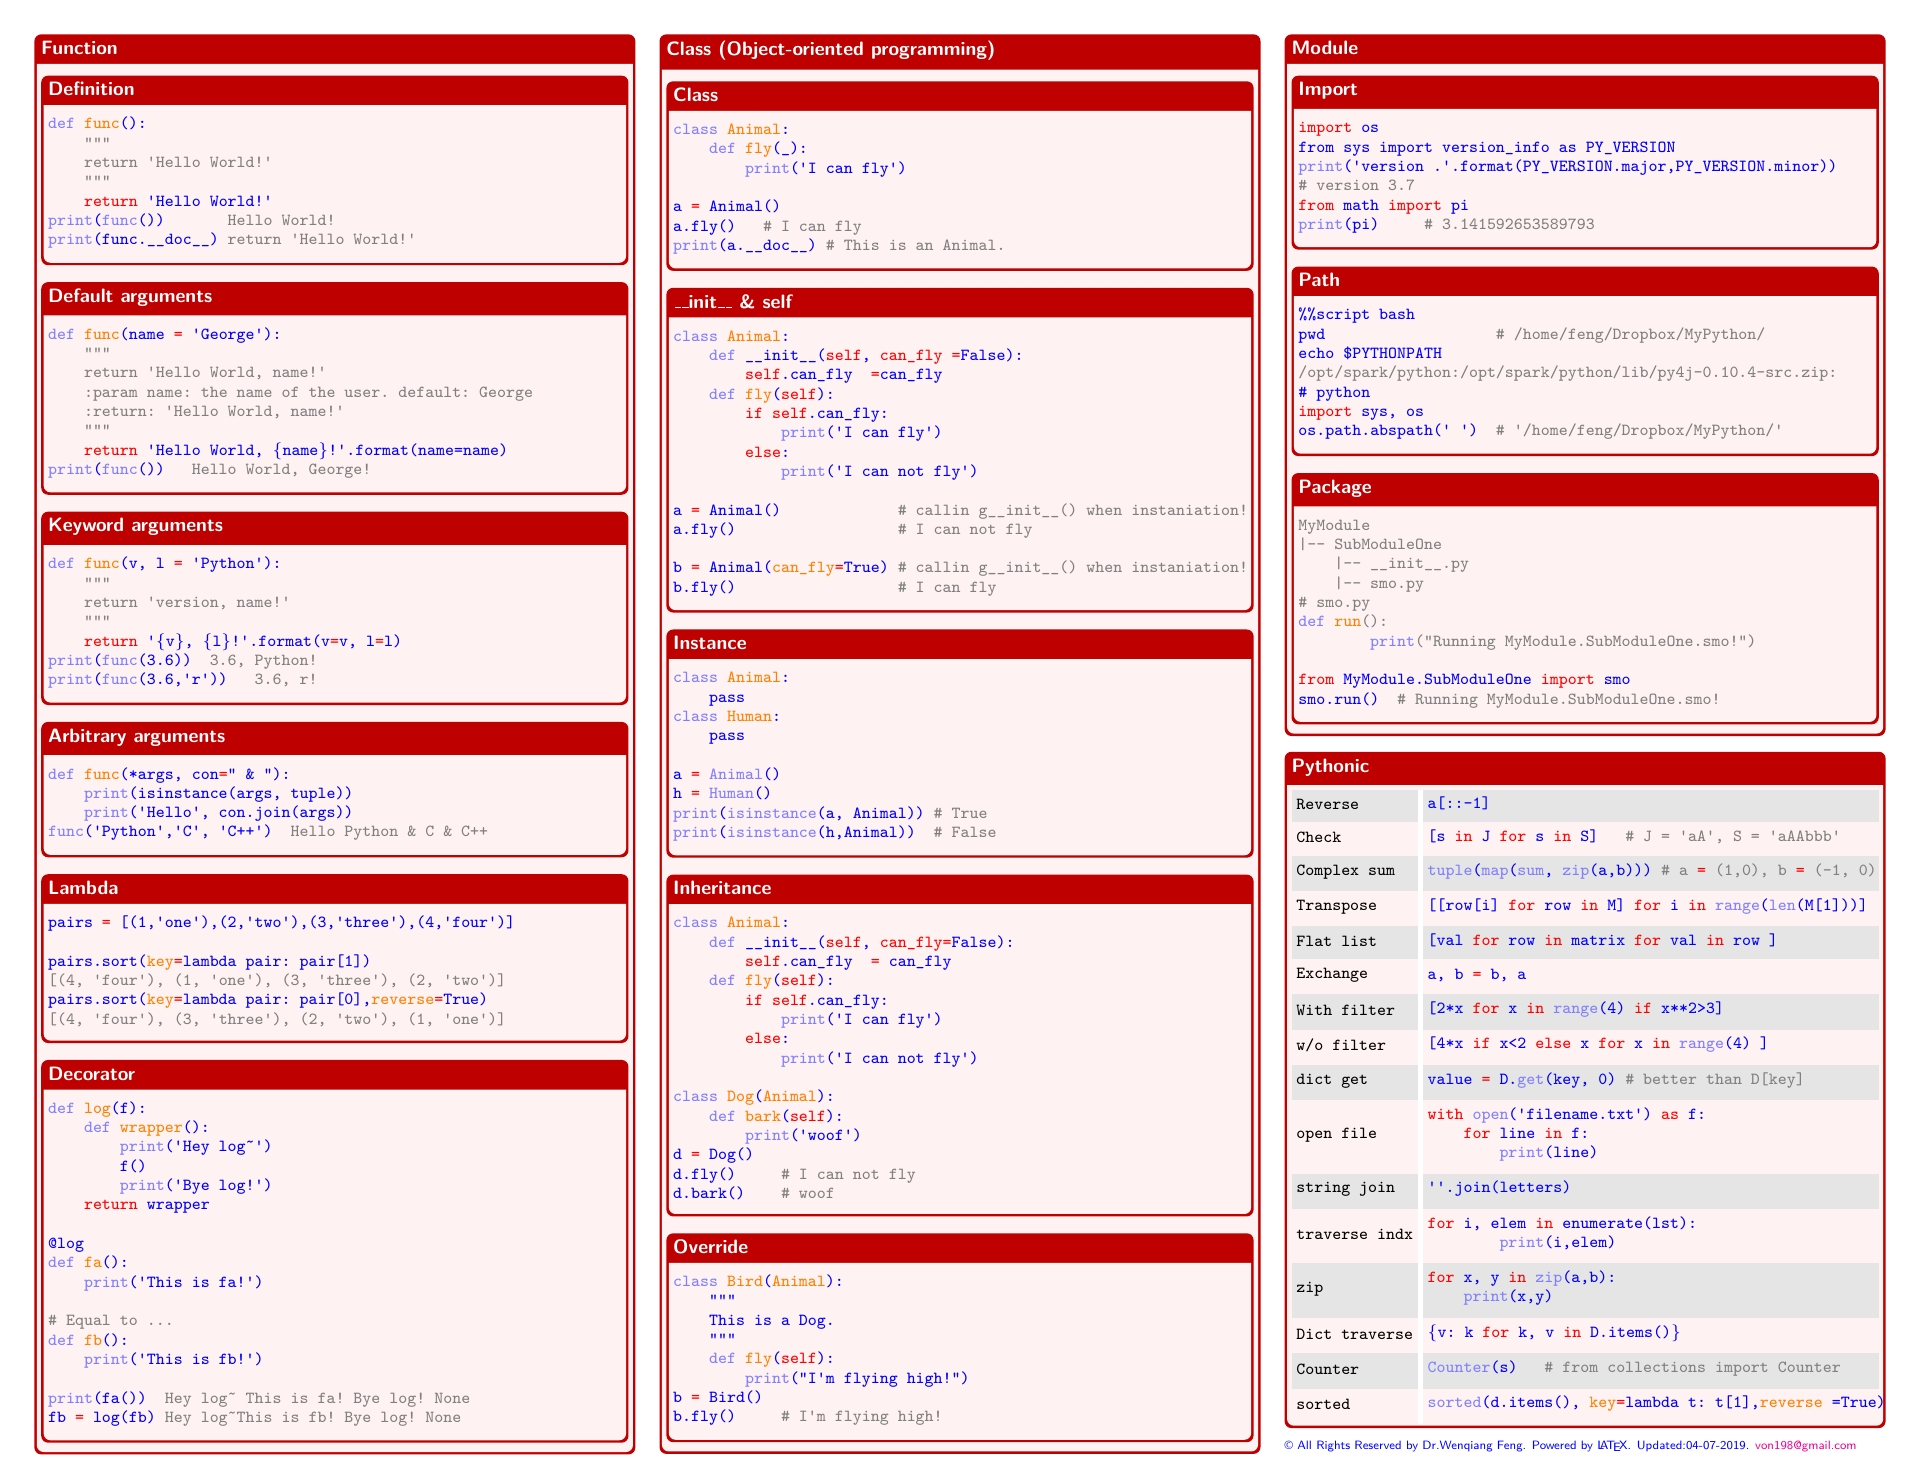 Function
Definition
def func():
    """
    return 'Hello World!'
    """
    return 'Hello World!'
print(func())       Hello World!
print(func.__doc__) return 'Hello World!'
Default arguments
def func(name = 'George'):
    """
    return 'Hello World, name!'
    :param name: the name of the user. default: George
    :return: 'Hello World, name!'
    """
    return 'Hello World, {name}!'.format(name=name)
print(func())   Hello World, George!
Keyword arguments
def func(v, l = 'Python'):
    """
    return 'version, name!'
    """
    return '{v}, {l}!'.format(v=v, l=l)
print(func(3.6))  3.6, Python!
print(func(3.6,'r'))   3.6, r!
Arbitrary arguments
def func(*args, con=" & "):
    print(isinstance(args, tuple))
    print('Hello', con.join(args))
func('Python','C', 'C++')  Hello Python & C & C++
Lambda
pairs = [(1,'one'),(2,'two'),(3,'three'),(4,'four')]
pairs.sort(key=lambda pair: pair[1])
[(4, 'four'), (1, 'one'), (3, 'three'), (2, 'two')]
pairs.sort(key=lambda pair: pair[0],reverse=True)
[(4, 'four'), (3, 'three'), (2, 'two'), (1, 'one')]
Decorator
def log(f):
    def wrapper():
        print('Hey log~')
        f()
        print('Bye log!')
    return wrapper
@log
def fa():
    print('This is fa!')
# Equal to ...
def fb():
    print('This is fb!')
print(fa())  Hey log~ This is fa! Bye log! None
fb = log(fb) Hey log~This is fb! Bye log! None
Class (Object-oriented programming)
Class
class Animal:
    def fly(_):
        print('I can fly')
a = Animal()
a.fly()   # I can fly
print(a.__doc__) # This is an Animal.
__init__ & self
class Animal:
    def __init__(self, can_fly =False):
        self.can_fly  =can_fly
    def fly(self):
        if self.can_fly:
            print('I can fly')
        else:
            print('I can not fly')
a = Animal()             # callin g__init__() when instaniation!
a.fly()                  # I can not fly
b = Animal(can_fly=True) # callin g__init__() when instaniation!
b.fly()                  # I can fly
Instance
class Animal:
    pass
class Human:
    pass
a = Animal()
h = Human()
print(isinstance(a, Animal)) # True
print(isinstance(h,Animal))  # False
Inheritance
class Animal:
    def __init__(self, can_fly=False):
        self.can_fly  = can_fly
    def fly(self):
        if self.can_fly:
            print('I can fly')
        else:
            print('I can not fly')
class Dog(Animal):
    def bark(self):
        print('woof')
d = Dog()
d.fly()     # I can not fly
d.bark()    # woof
Override
class Bird(Animal):
    """
    This is a Dog.
    """
    def fly(self):
        print("I'm flying high!")
b = Bird()
b.fly()     # I'm flying high!
Module
Import
import os
from sys import version_info as PY_VERSION
print('version .'.format(PY_VERSION.major,PY_VERSION.minor))
# version 3.7
from math import pi
print(pi)     # 3.141592653589793
Path
%%script bash
pwd                   # /home/feng/Dropbox/MyPython/
echo $PYTHONPATH
/opt/spark/python:/opt/spark/python/lib/py4j-0.10.4-src.zip:
# python
import sys, os
os.path.abspath(' ')  # '/home/feng/Dropbox/MyPython/'
Package
MyModule
|-- SubModuleOne
    |-- __init__.py
    |-- smo.py
# smo.py
def run():
        print("Running MyModule.SubModuleOne.smo!")
from MyModule.SubModuleOne import smo
smo.run()  # Running MyModule.SubModuleOne.smo!
Pythonic
Reverse a[::-1]
Check [s in J for s in S]   # J = 'aA', S = 'aAAbbb'
Complex sum tuple(map(sum, zip(a,b))) # a = (1,0), b = (-1, 0)
Transpose [[row[i] for row in M] for i in range(len(M[1]))]
Flat list [val for row in matrix for val in row ]
Exchange a, b = b, a
With filter [2*x for x in range(4) if x**2>3]
w/o filter [4*x if x<2 else x for x in range(4) ]
dict get value = D.get(key, 0) # better than D[key]
open file with open('filename.txt') as f:
    for line in f:
        print(line)
string join ''.join(letters)
traverse indx for i, elem in enumerate(lst):
        print(i,elem)
zip for x, y in zip(a,b):
    print(x,y)
Dict traverse {v: k for k, v in D.items()}
Counter Counter(s)   # from collections import Counter
sorted sorted(d.items(), key=lambda t: t[1],reverse =True)
© All Rights Reserved by Dr.Wenqiang Feng. Powered by LATEX. Updated:04-07-2019. von198@gmail.com